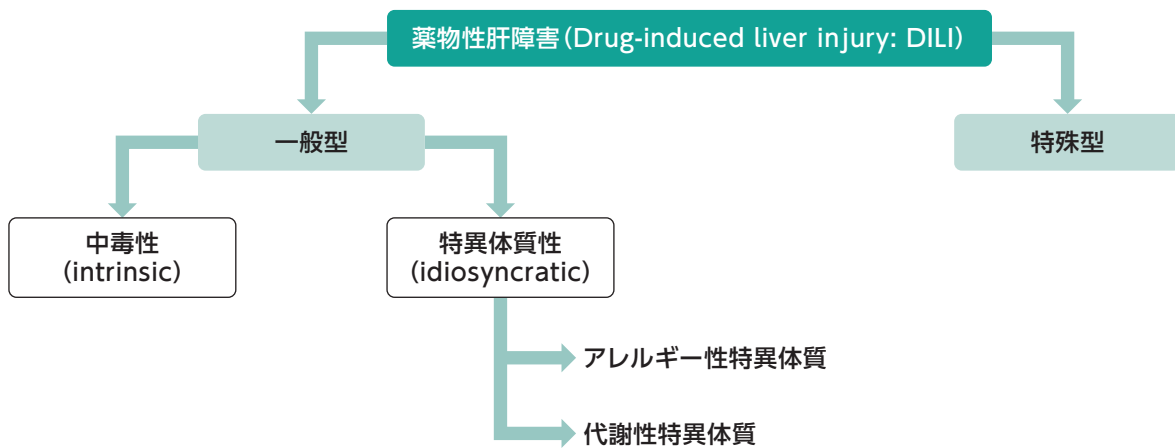 薬物性肝障害(Drug-induced liver injury: DILI)
一般型
特殊型
中毒性
(intrinsic)
特異体質性
(idiosyncratic)
アレルギー性特異体質
代謝性特異体質